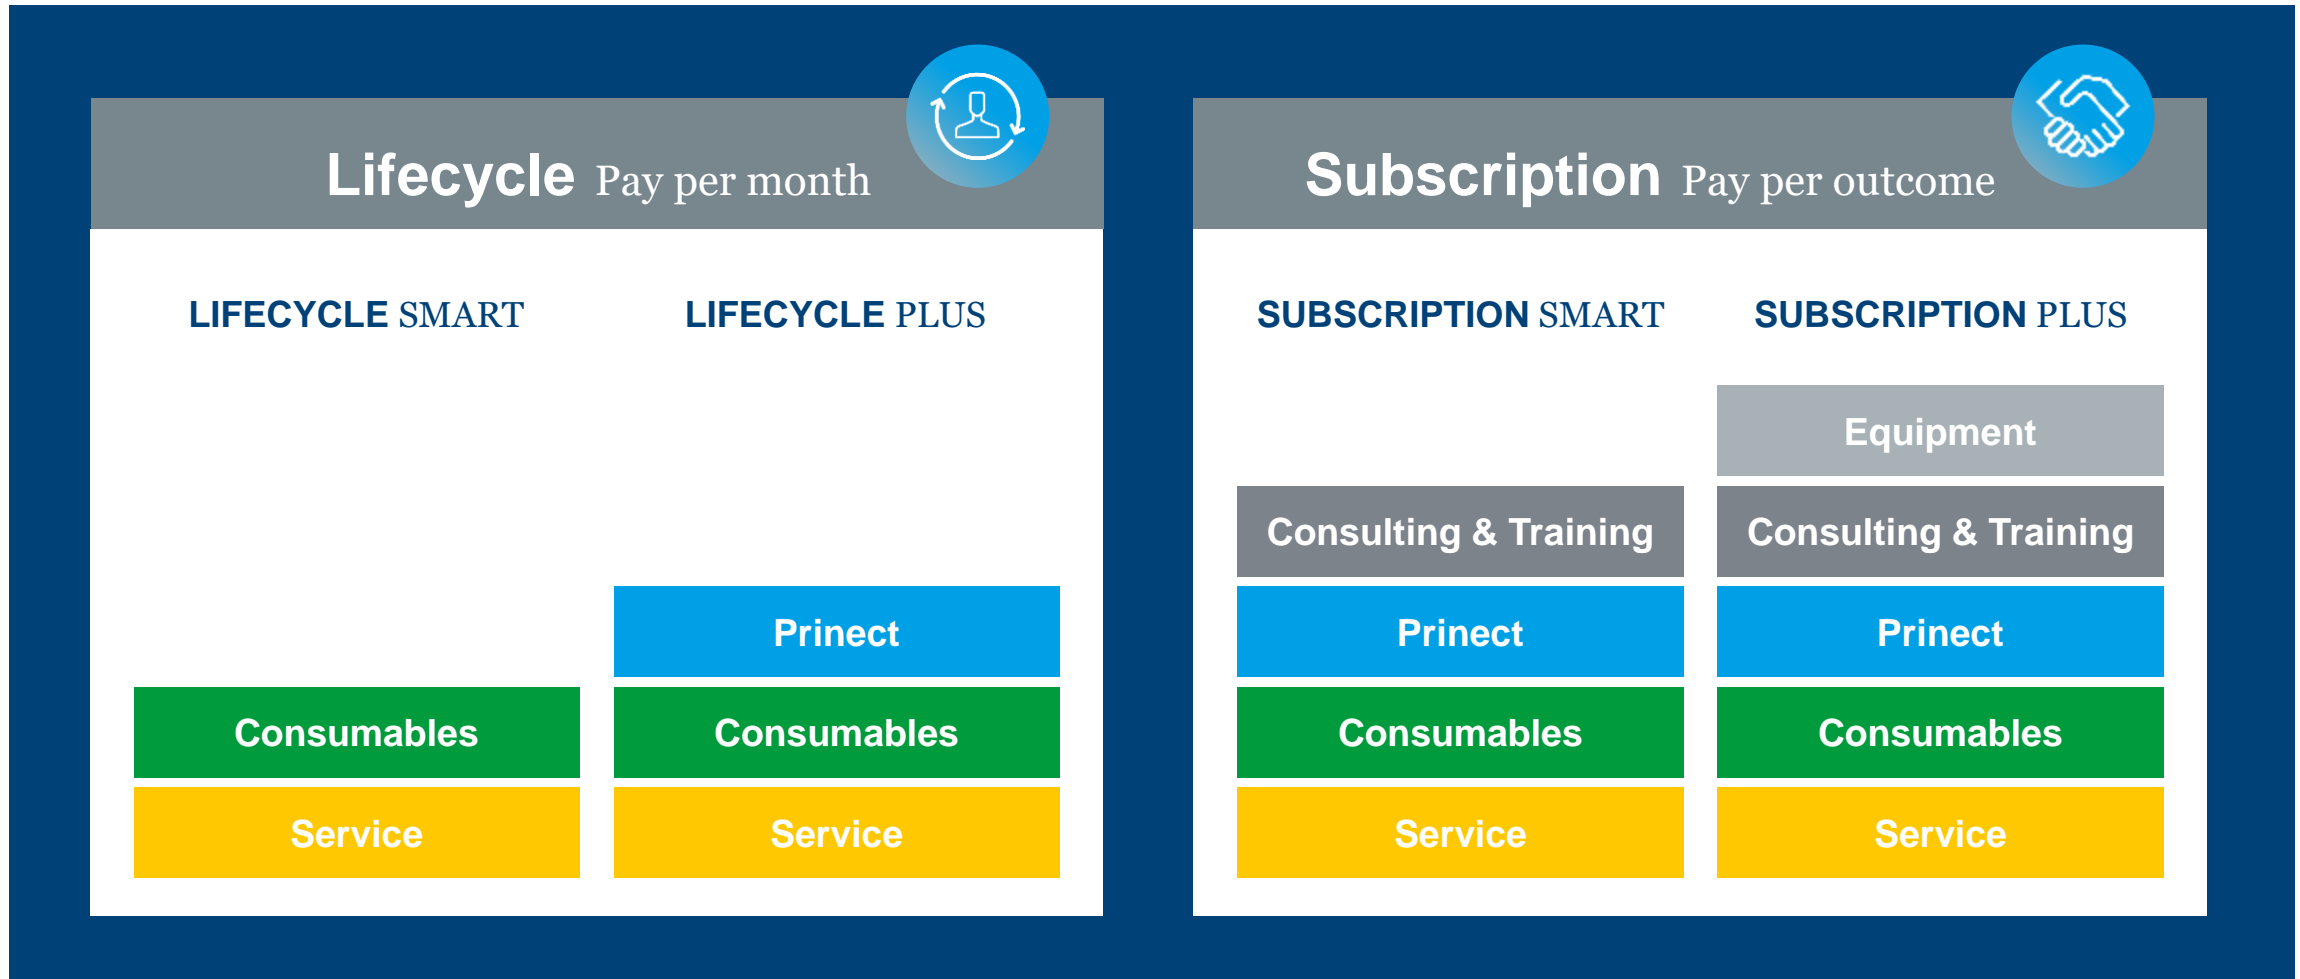 Lifecycle Pay per month
LIFECYCLE SMART
LIFECYCLE PLUS
Prinect
Consumables
Consumables
Service
Service
Subscription Pay per outcome
SUBSCRIPTION SMART
SUBSCRIPTION PLUS
Equipment
Consulting & Training
Consulting & Training
Prinect
Prinect
Consumables
Consumables
Service
Service